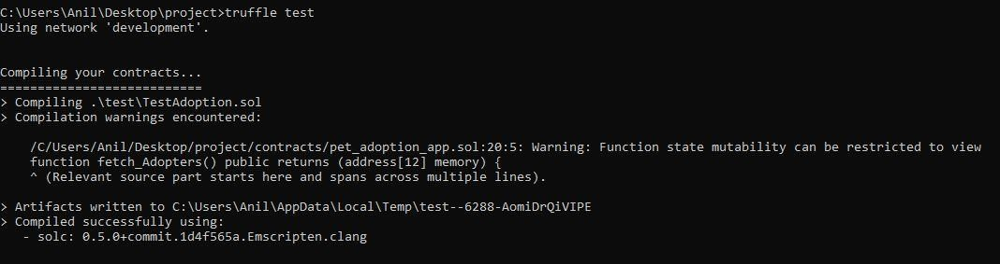 C:\Users\Anil\Desktop\project>truffle test
Using network 'development'.
Compiling your contracts...
===========================
> Compiling .\test\TestAdoption.sol
> Compilation warnings encountered:
/C/Users/Anil/Desktop/project/contracts/pet_adoption_app.sol:20:5: Warning: Function state mutability can be restricted to view
function fetch_Adopters() public returns (address[12] memory) {
^ (Relevant source part starts here and spans across multiple lines).
> Artifacts written to C:\Users\Anil\AppData\Local\Temp\test--6288-AomiDrQiVIPE
> Compiled successfully using:
- solc: 0.5.0+commit.1d4f565a.Emscripten.clang